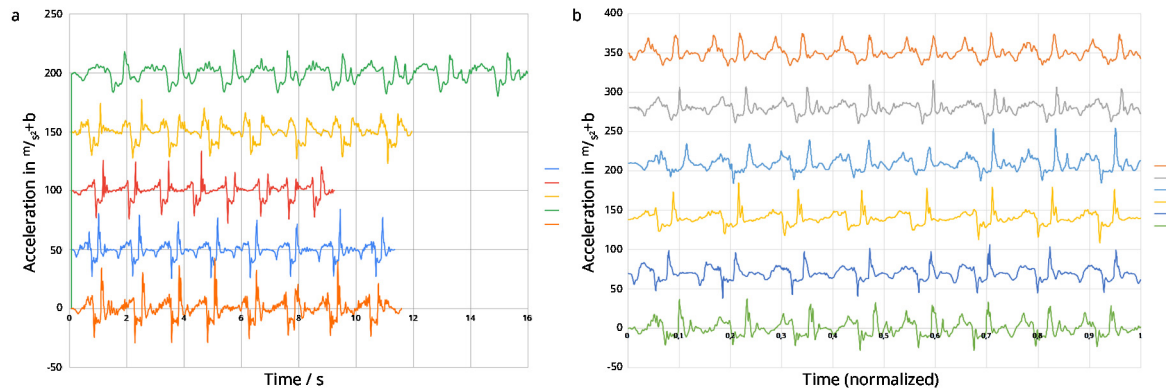 a
250
200
150
100
50
0
-50
0 2 4 6 8 10 12 14 16
Acceleration in m/s²+b
Time / s
b
400
350
300
250
200
150
100
50
0
-50
0 0,1 0,2 0,3 0,4 0,5 0,6 0,7 0,8 0,9 1
Acceleration in m/s²+b
Time (normalized)